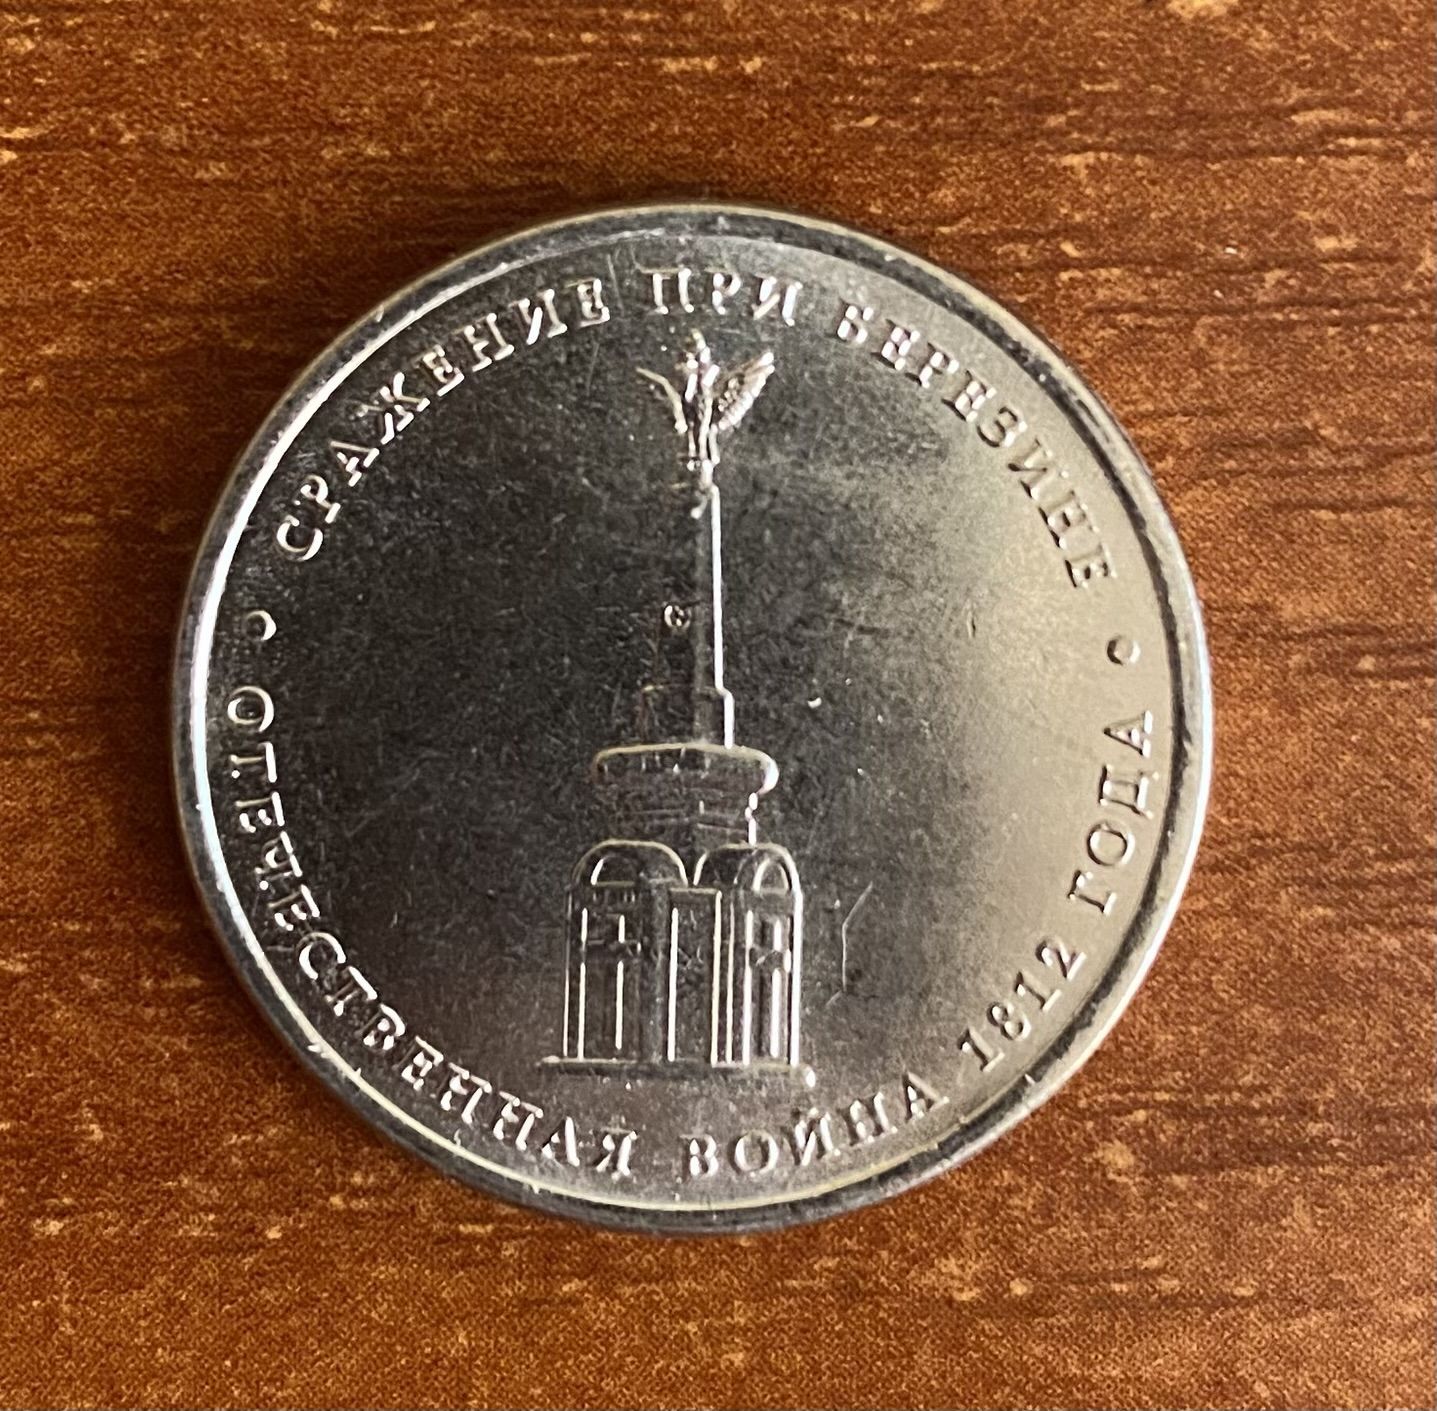 СРАЖЕНИЕ ПРИ БЕРЕЗИНЕ
ОТЕЧЕСТВЕННАЯ ВОЙНА 1812 ГОДА